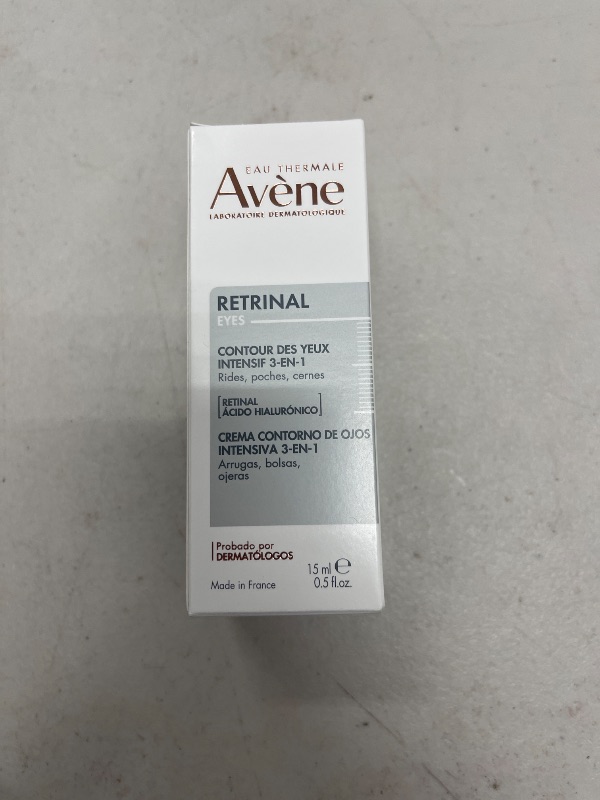 EAU THERMALE
Avène
LABORATOIRE DERMATOLOGIQUE
RETRINAL
EYES
CONTOUR DES YEUX
INTENSIF 3-EN-1
Rides, poches, cernes
[RETINAL
ÁCIDO HIALURÓNICO]
CREMA CONTORNO DE OJOS
INTENSIVA 3-EN-1
Arrugas, bolsas,
ojeras
Probado por
DERMATÓLOGOS
15 ml ℮
Made in France 0.5 fl.oz.